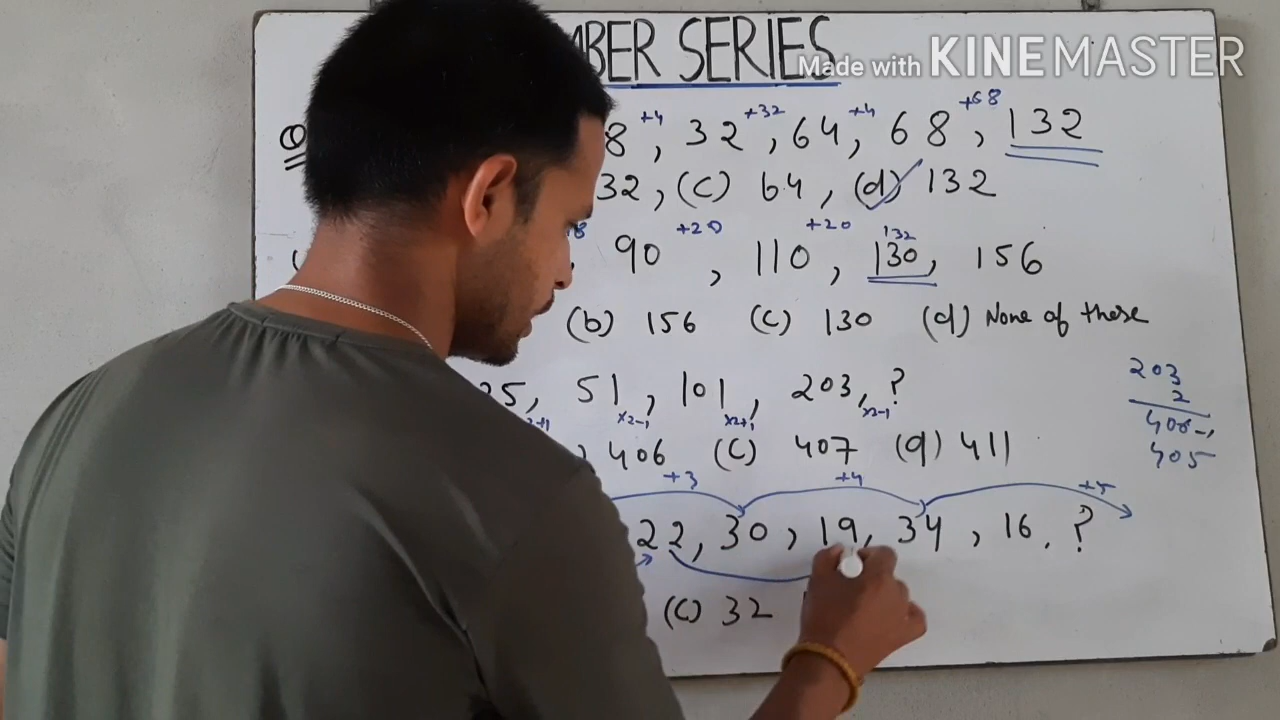 BER SERIES
Made with KINEMASTER
+4 +32 +4 +68
8, 32, 64, 68, 132
32, (c) 64, (d) 132
+20 +20 132
90, 110, 130, 156
(b) 156 (c) 130 (d) None of these
51, 101, 203, ?
x2-1 x2+1 x2-1
203
2
406-1
405
406 (c) 407 (d) 411
+3 +4 +5
22, 30, 19, 34, 16, ?
(c) 32